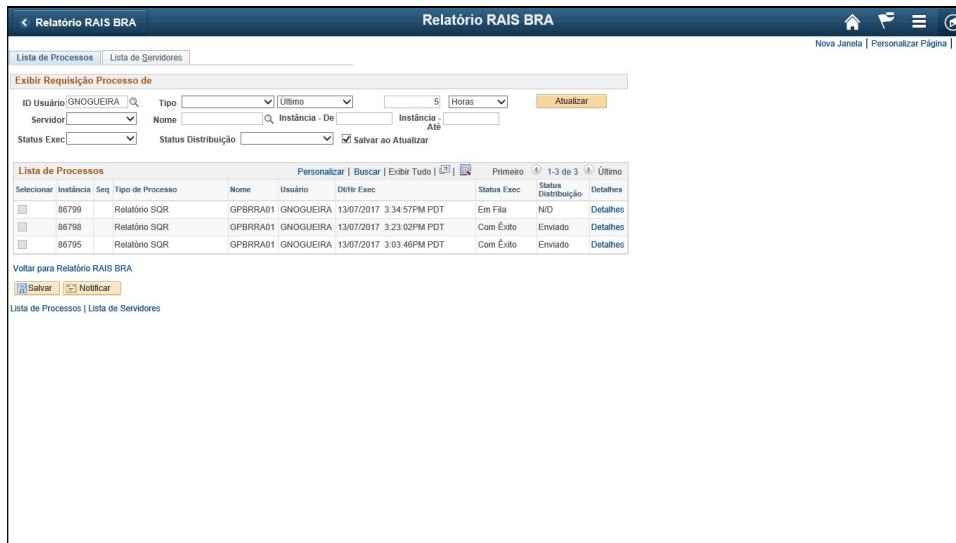 Relatório RAIS BRA
Relatório RAIS BRA
Nova Janela | Personalizar Página |
Lista de Processos
Lista de Servidores
Exibir Requisição Processo de
ID Usuário GNOGUEIRA Tipo Último 5 Horas Atualizar
Servidor Nome Instância - De Instância - Até
Status Exec Status Distribuição Salvar ao Atualizar
Lista de Processos Personalizar | Buscar | Exibir Tudo | | Primeiro 1-3 de 3 Último
Selecionar Instância Seq Tipo de Processo Nome Usuário Dt/Hr Exec Status Exec Status Distribuição Detalhes
86799 Relatório SQR GPBRRA01 GNOGUEIRA 13/07/2017 3:34:57PM PDT Em Fila N/D Detalhes
86798 Relatório SQR GPBRRA01 GNOGUEIRA 13/07/2017 3:23:02PM PDT Com Êxito Enviado Detalhes
86795 Relatório SQR GPBRRA01 GNOGUEIRA 13/07/2017 3:03:46PM PDT Com Êxito Enviado Detalhes
Voltar para Relatório RAIS BRA
Salvar Notificar
Lista de Processos | Lista de Servidores